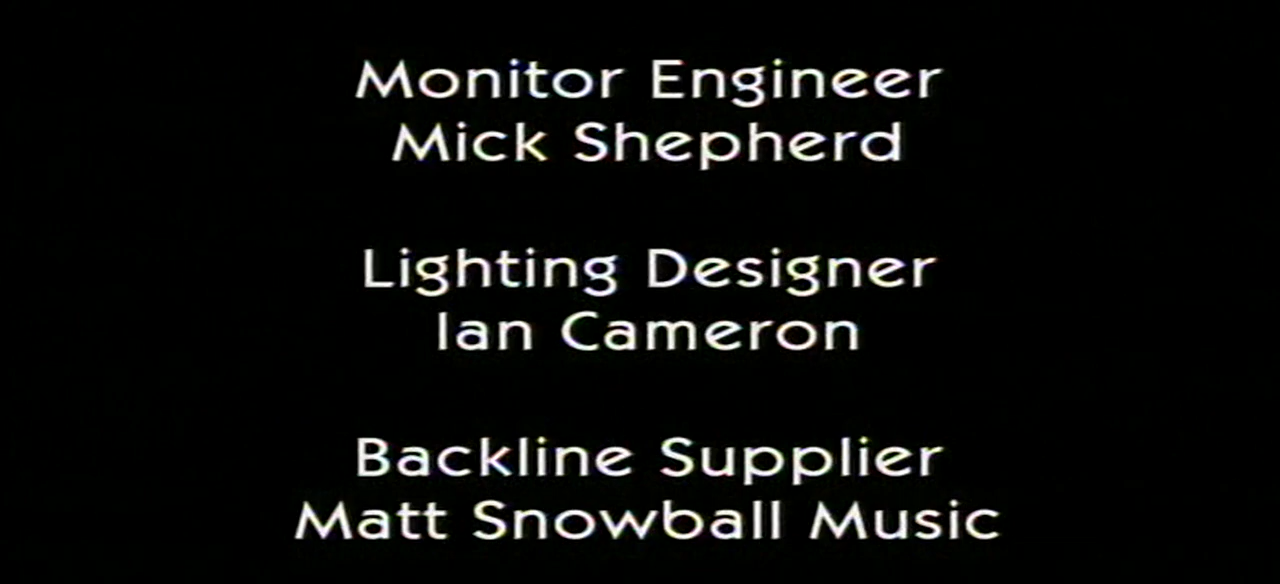 Monitor Engineer
Mick Shepherd
Lighting Designer
Ian Cameron
Backline Supplier
Matt Snowball Music